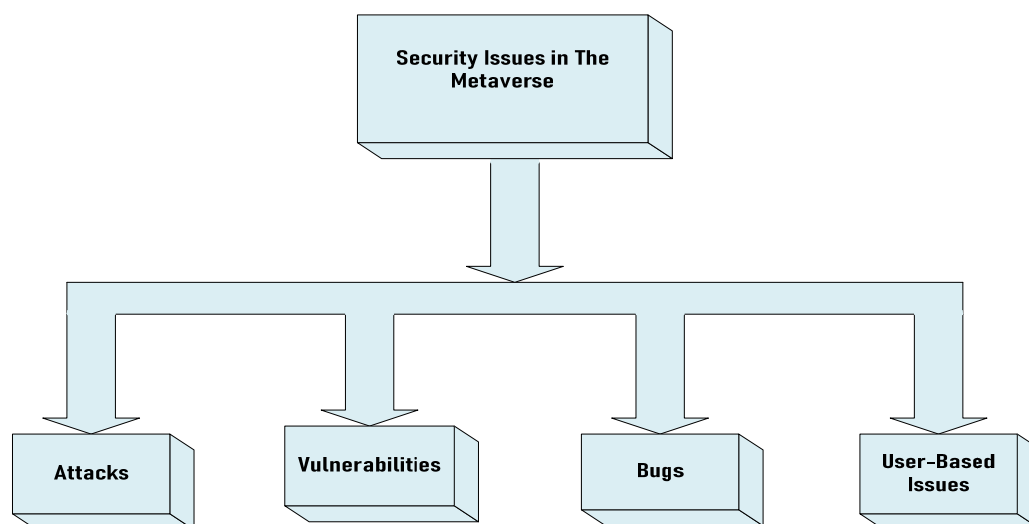 Security Issues in The
Metaverse
Attacks
Vulnerabilities
Bugs
User-Based
Issues